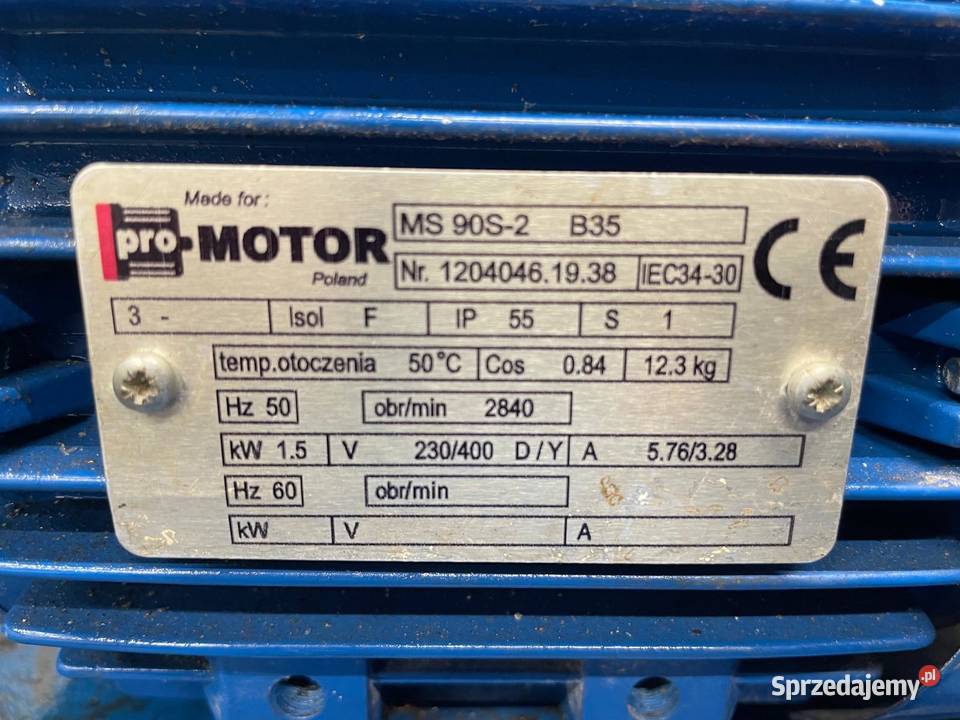 Made for:
pro-MOTOR
Poland
MS 90S-2 B35
Nr. 1204046.19.38 IEC34-30
CE
3 - Isol F IP 55 S 1
temp.otoczenia 50°C Cos 0.84 12.3 kg
Hz 50 obr/min 2840
kW 1.5 V 230/400 D/Y A 5.76/3.28
Hz 60 obr/min
kW V A
Sprzedajemy.pl